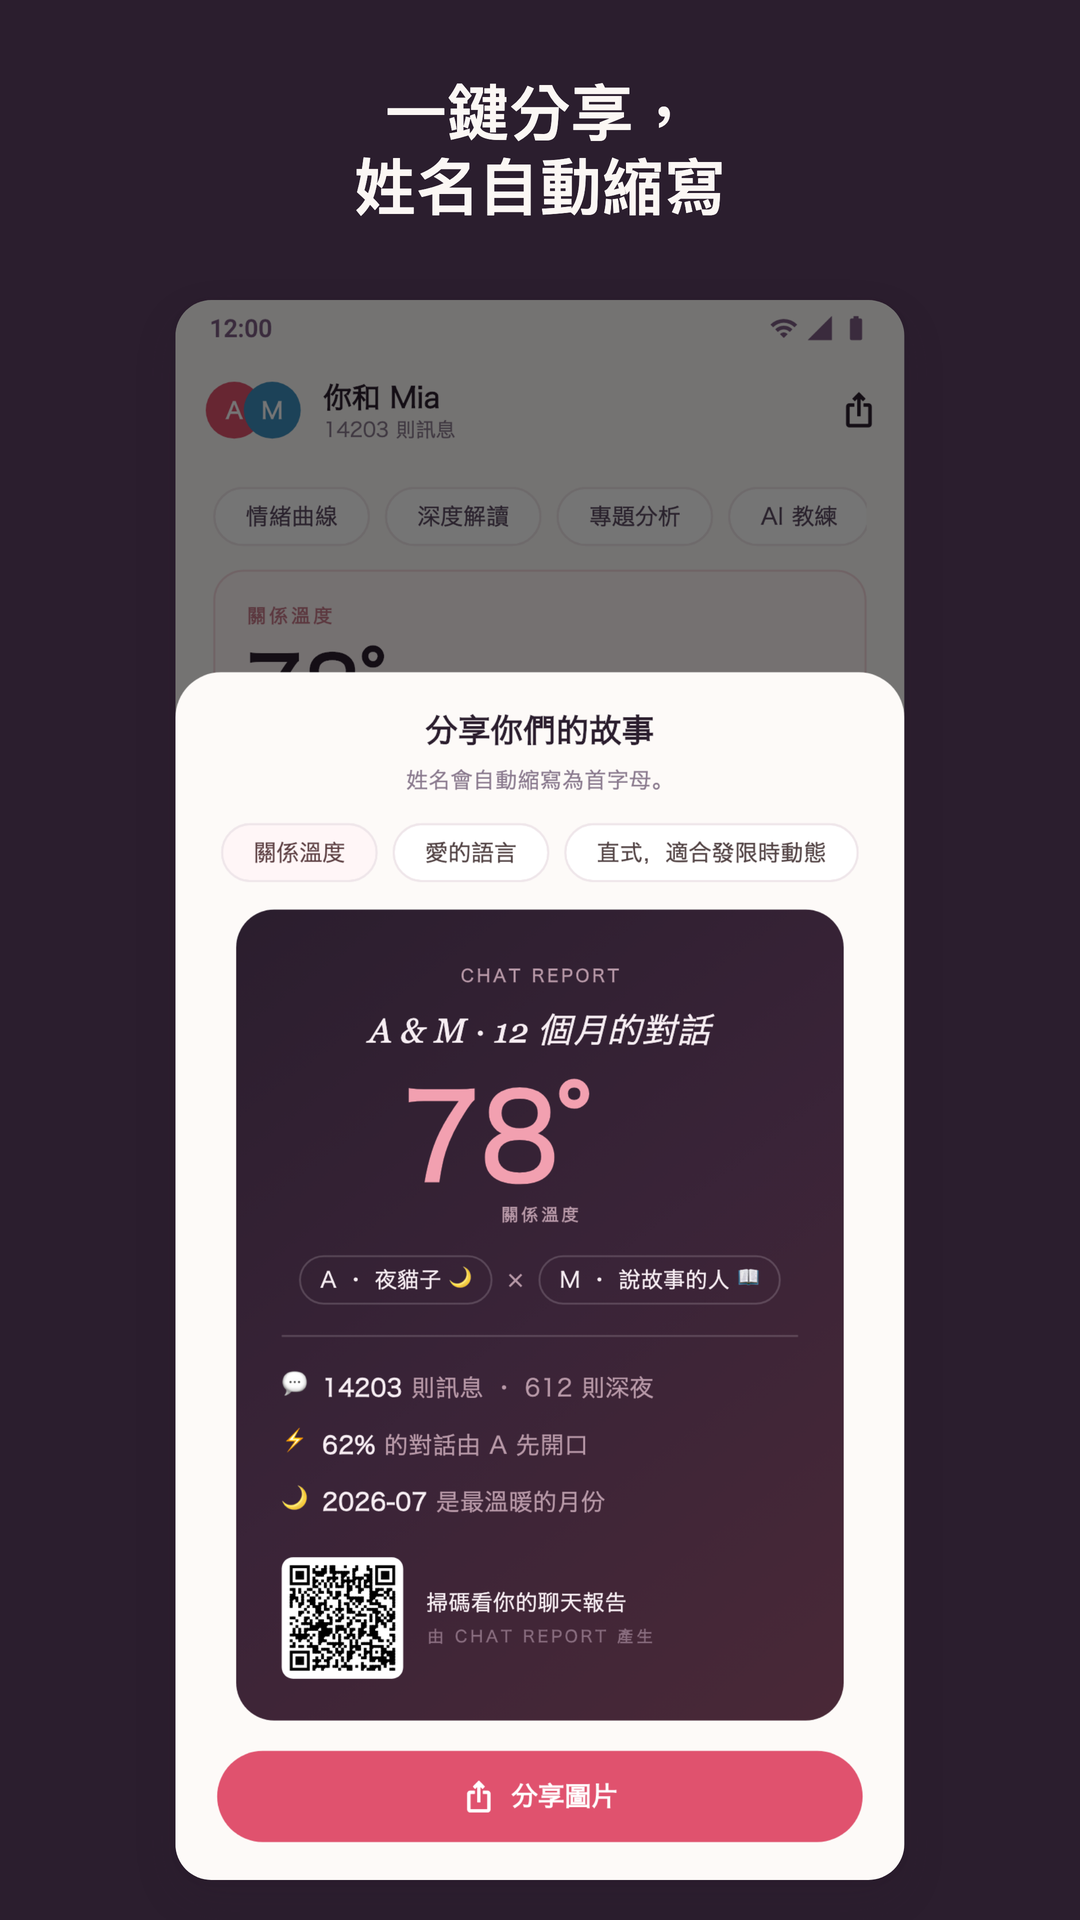 一鍵分享，
姓名自動縮寫
12:00
A M 你和 Mia
14203 則訊息
情緒曲線 深度解讀 專題分析 AI 教練
關係溫度
78°
分享你們的故事
姓名會自動縮寫為首字母。
關係溫度 愛的語言 直式，適合發限時動態
CHAT REPORT
A & M · 12 個月的對話
78°
關係溫度
A · 夜貓子 🌙 × M · 說故事的人 📖
💬 14203 則訊息 · 612 則深夜
⚡ 62% 的對話由 A 先開口
🌙 2026-07 是最溫暖的月份
掃碼看你的聊天報告
由 CHAT REPORT 產生
分享圖片